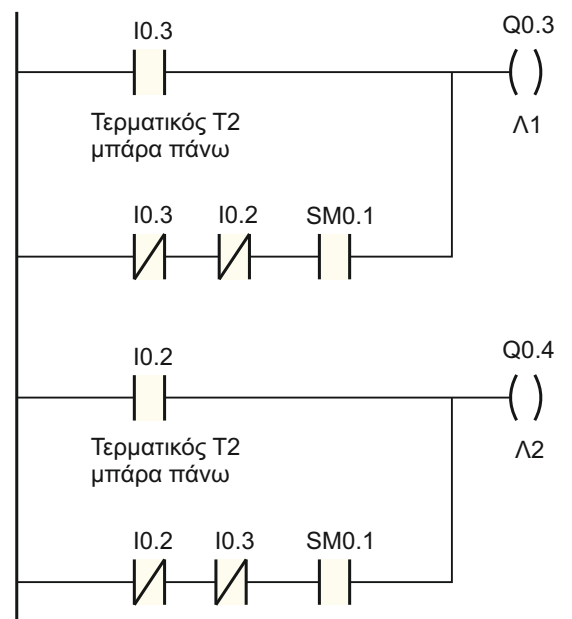 I0.3
Q0.3
Τερματικός Τ2
μπάρα πάνω
Λ1
I0.3 I0.2 SM0.1
I0.2
Q0.4
Τερματικός Τ2
μπάρα πάνω
Λ2
I0.2 I0.3 SM0.1